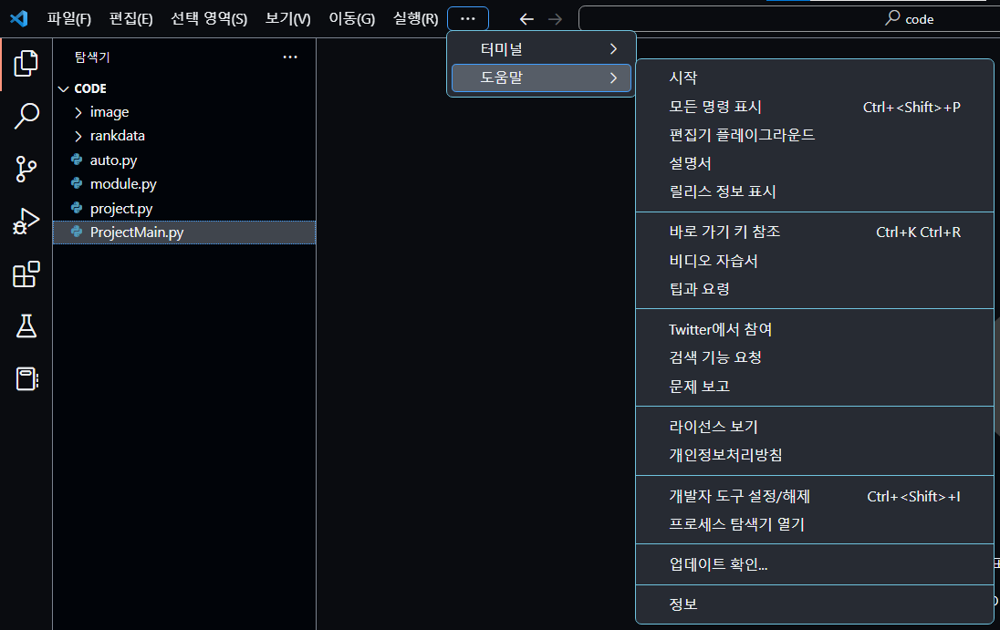 파일(F) 편집(E) 선택 영역(S) 보기(V) 이동(G) 실행(R) ... code
터미널
도움말
탐색기 ...
CODE
image
rankdata
auto.py
module.py
project.py
ProjectMain.py
시작
모든 명령 표시 Ctrl+<Shift>+P
편집기 플레이그라운드
설명서
릴리스 정보 표시
바로 가기 키 참조 Ctrl+K Ctrl+R
비디오 자습서
팁과 요령
Twitter에서 참여
검색 기능 요청
문제 보고
라이선스 보기
개인정보처리방침
개발자 도구 설정/해제 Ctrl+<Shift>+I
프로세스 탐색기 열기
업데이트 확인...
정보